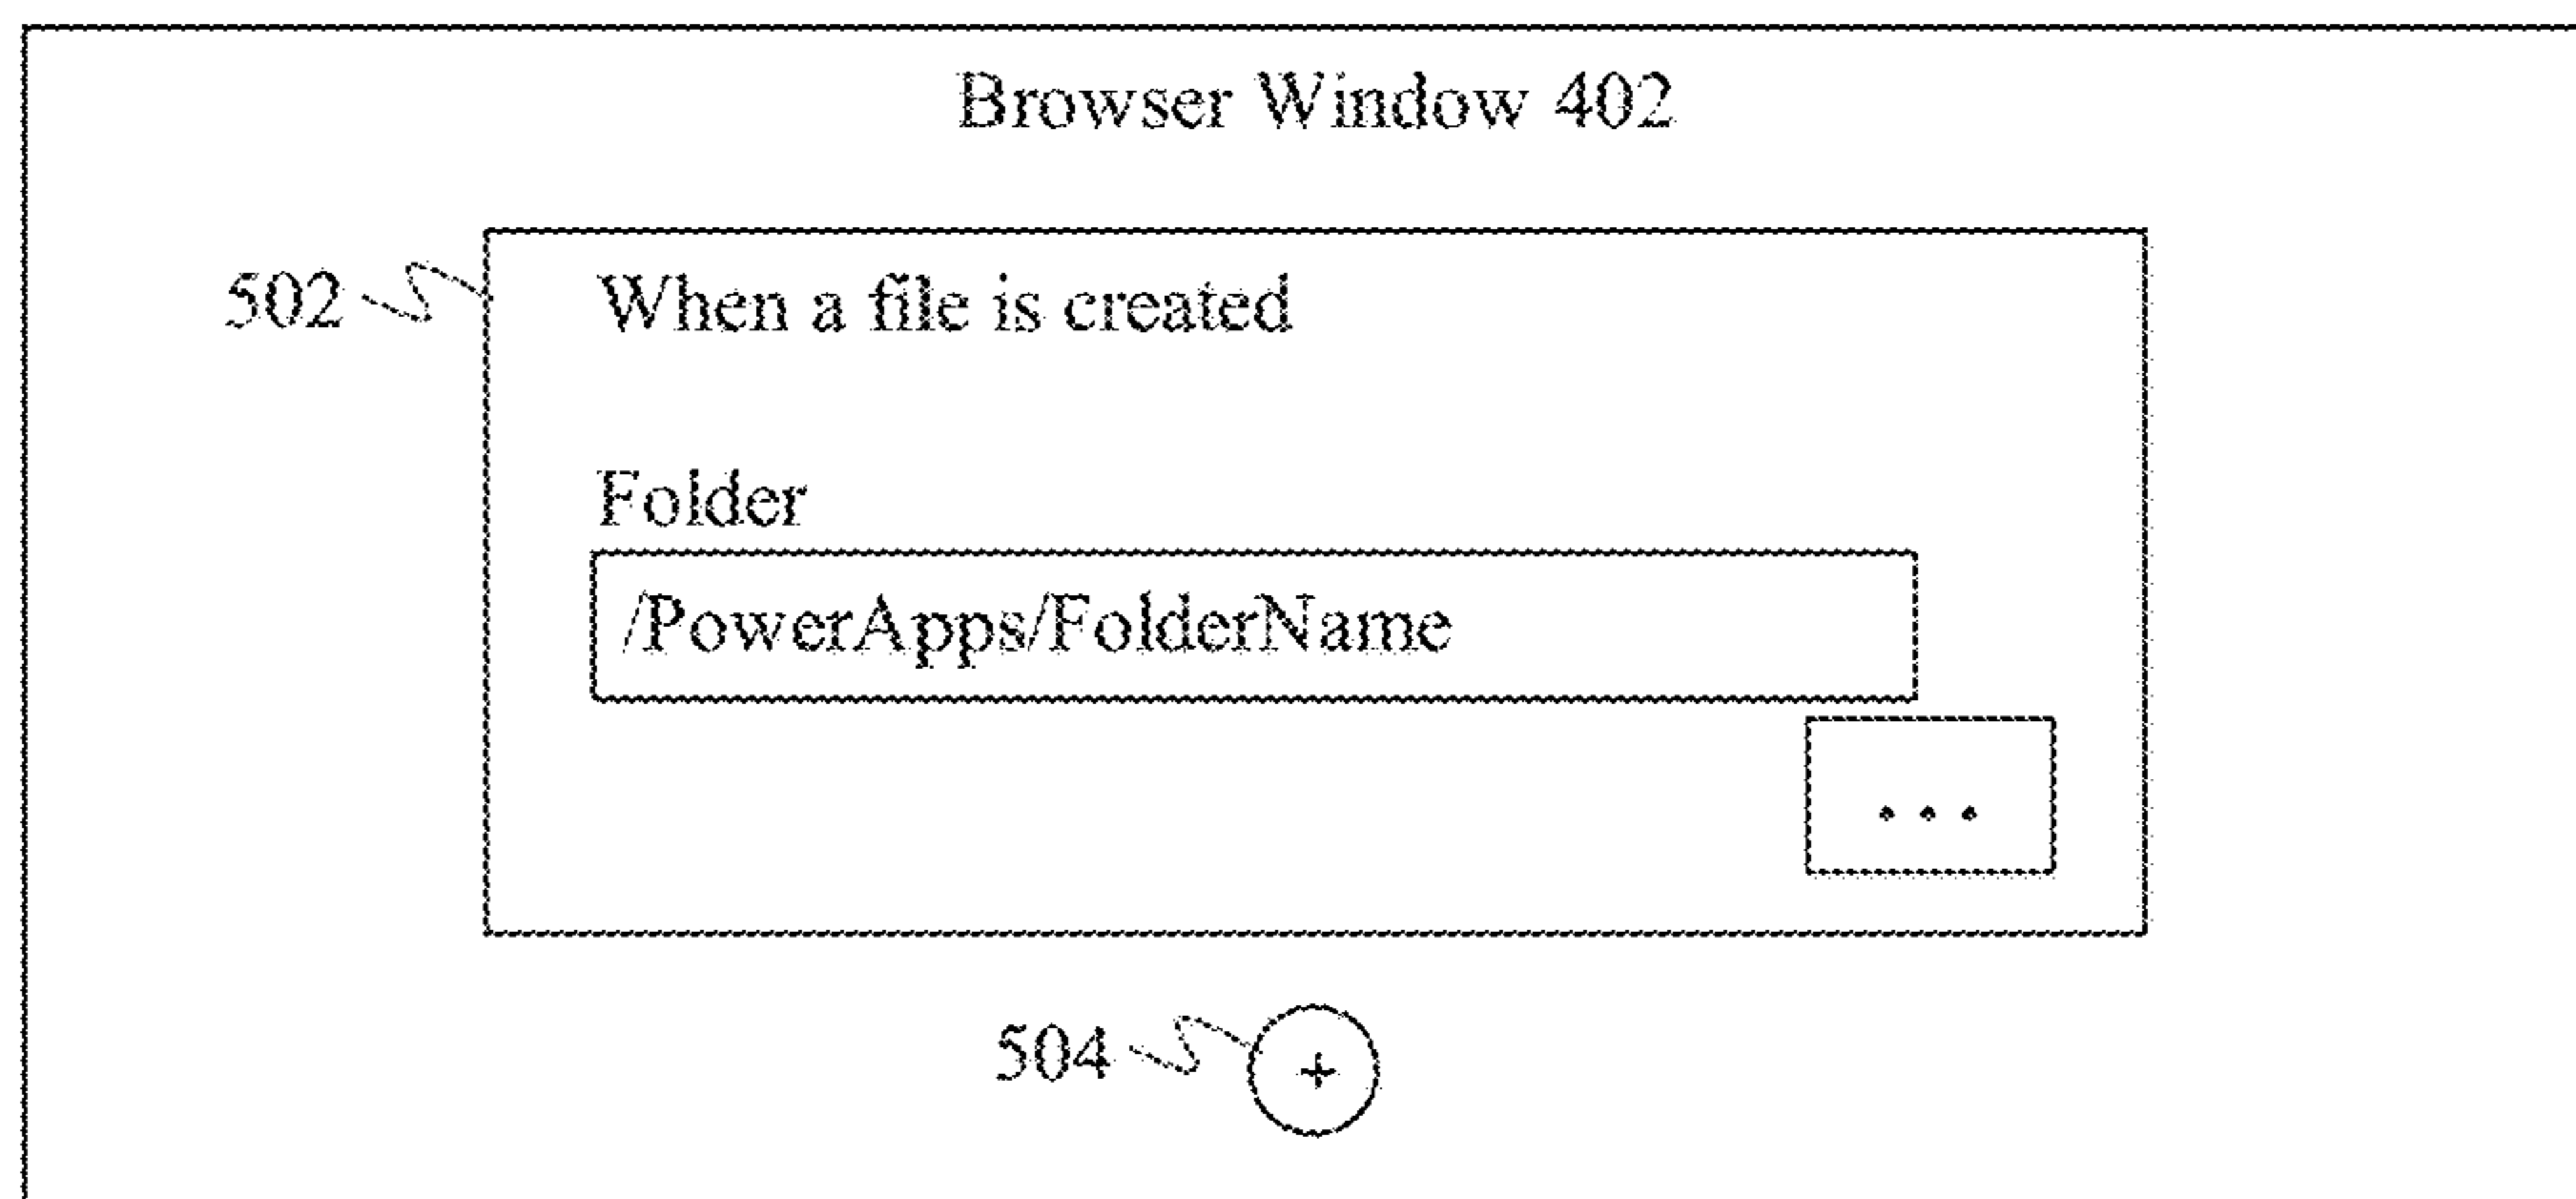 Browser Window 402
502
When a file is created
Folder
/PowerApps/FolderName
...
504
+